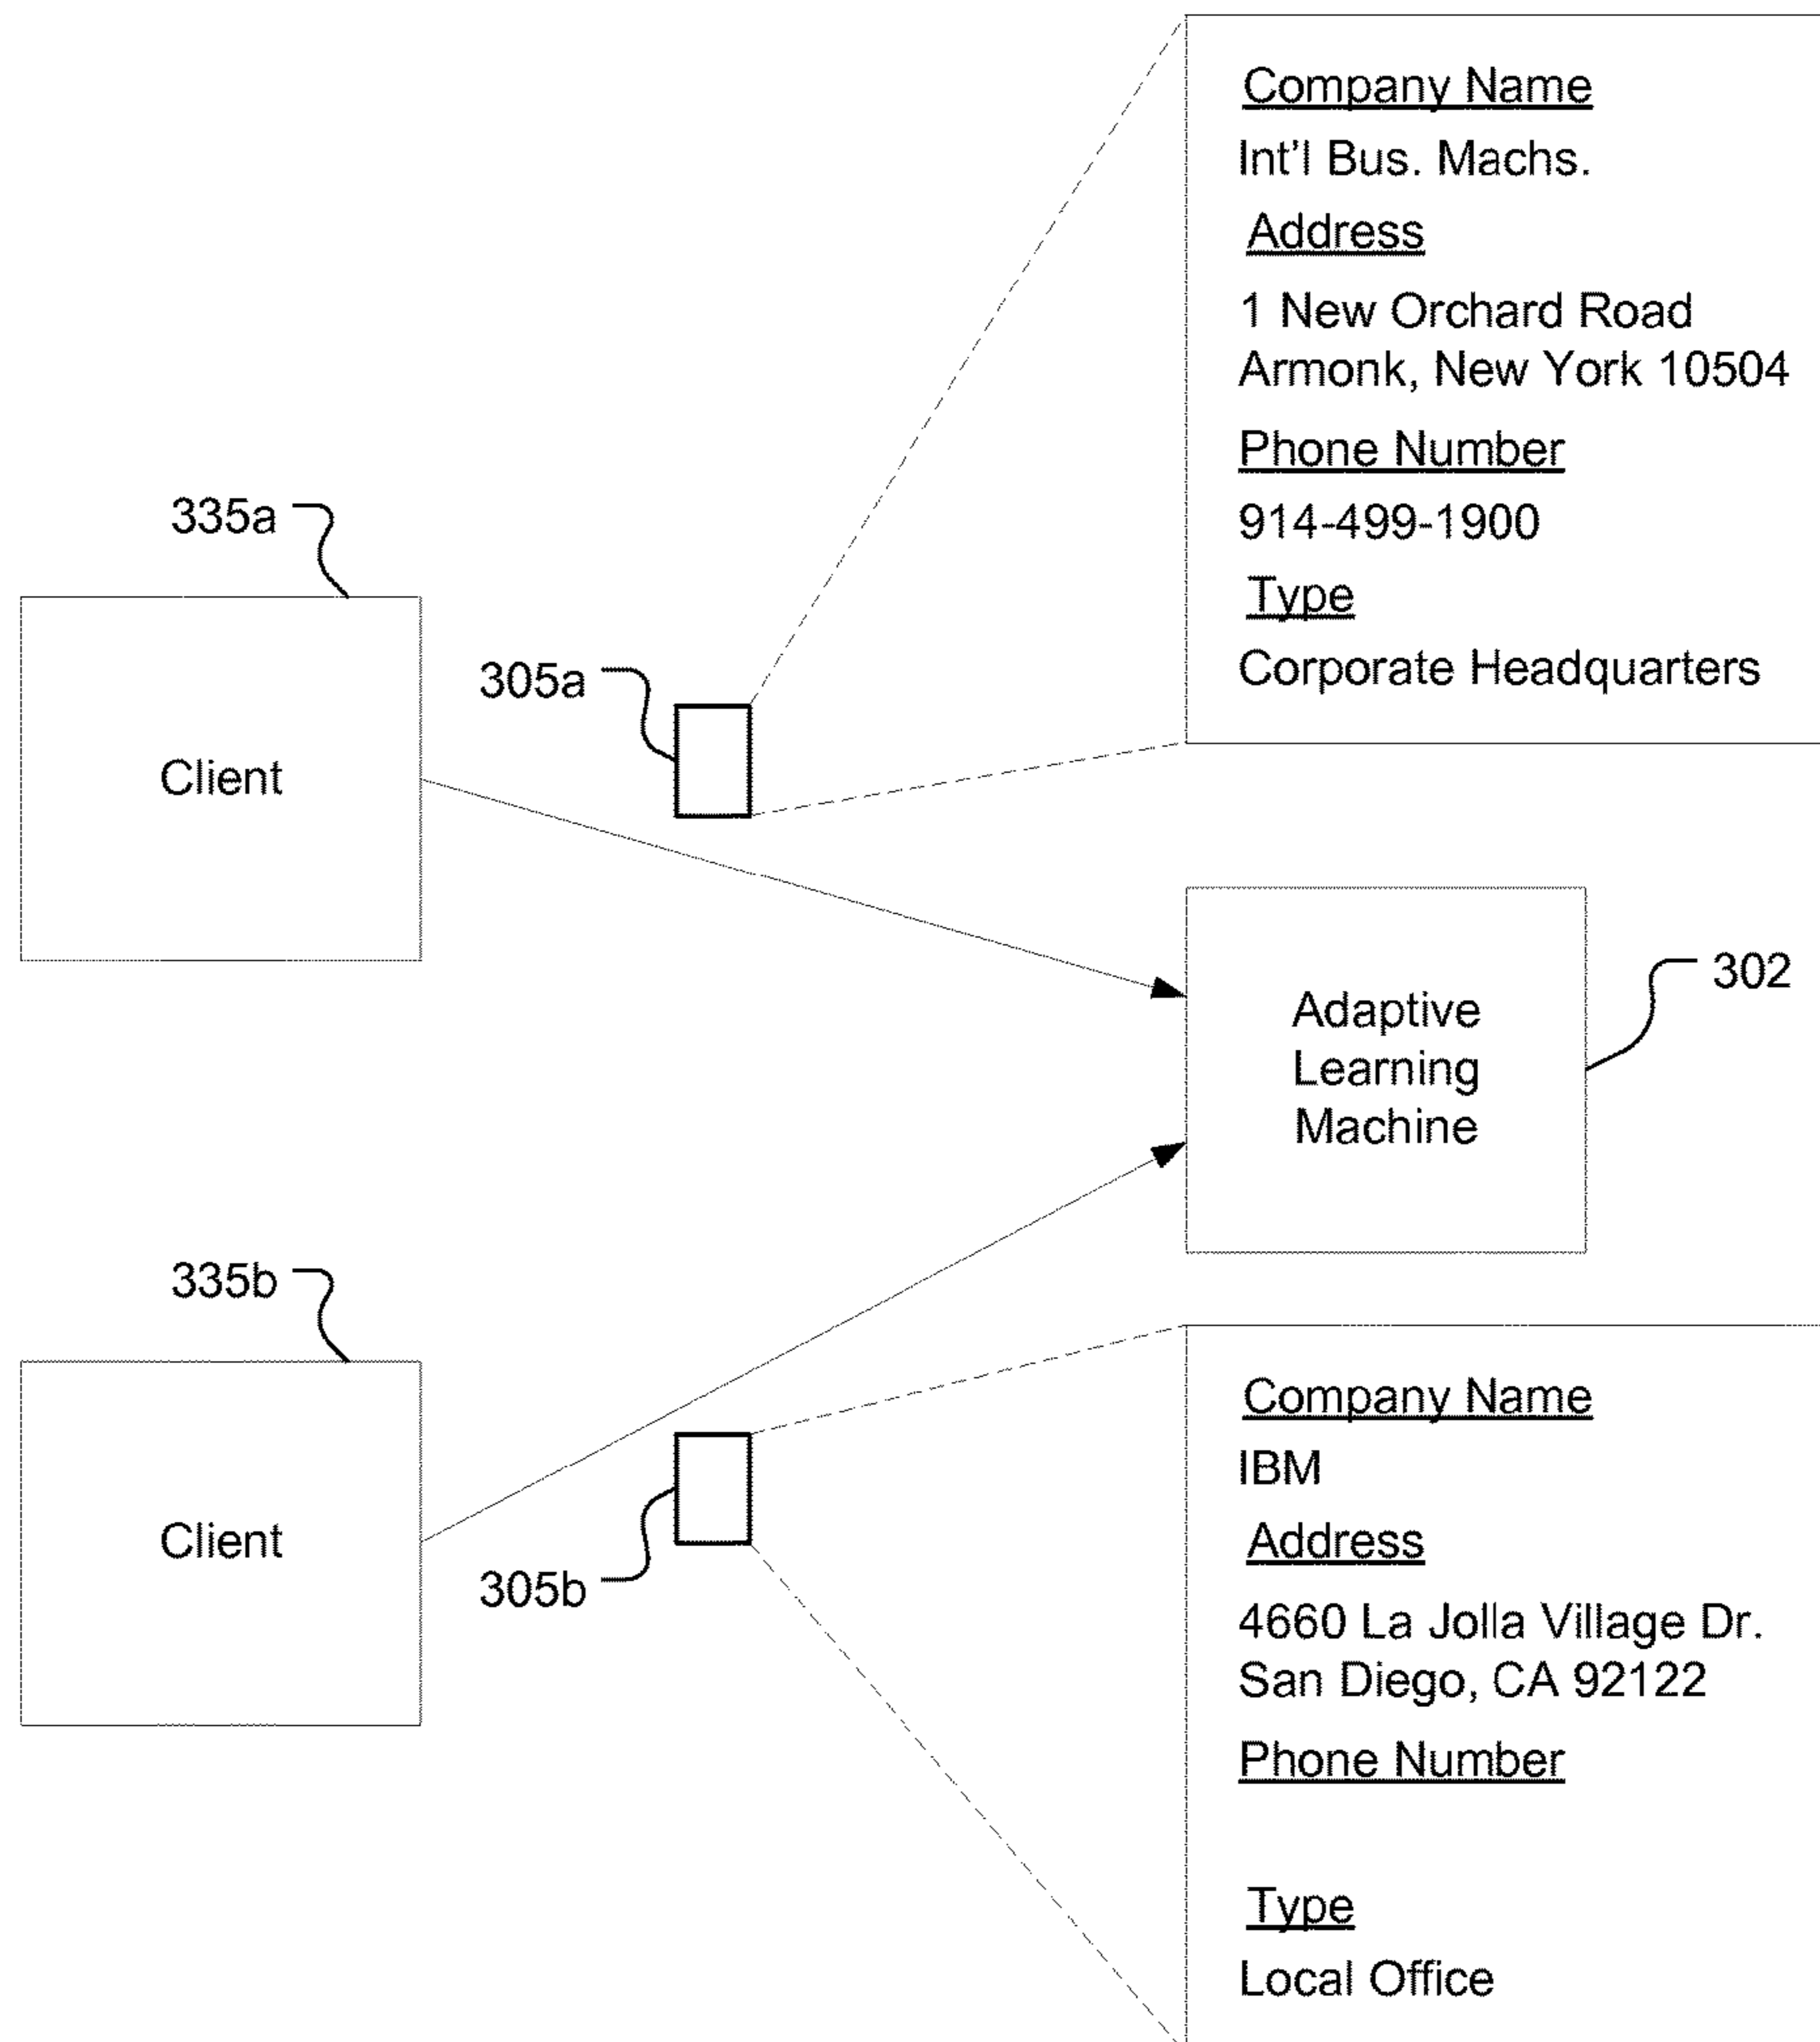 Company Name
Int'l Bus. Machs.
Address
1 New Orchard Road
Armonk, New York 10504
Phone Number
914-499-1900
Type
Corporate Headquarters
335a
305a
Client
302
Adaptive
Learning
Machine
335b
305b
Client
Company Name
IBM
Address
4660 La Jolla Village Dr.
San Diego, CA 92122
Phone Number
Type
Local Office